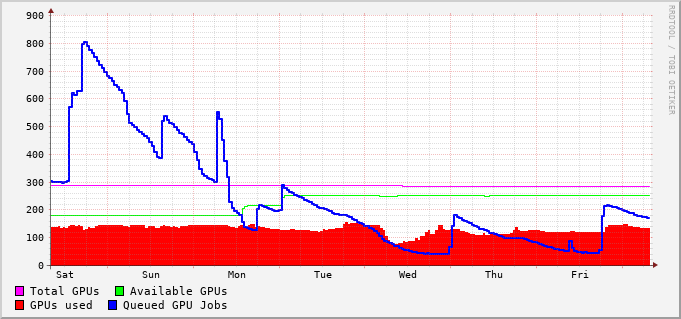 900
800
700
600
500
400
300
200
100
0
Sat Sun Mon Tue Wed Thu Fri
Total GPUs Available GPUs
GPUs used Queued GPU Jobs
RRDTOOL / TOBI OETIKER